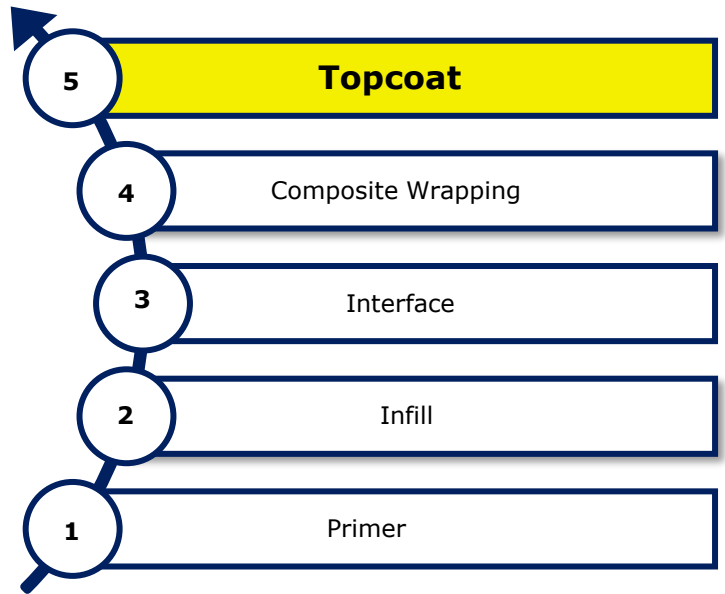 5 Topcoat
4 Composite Wrapping
3 Interface
2 Infill
1 Primer